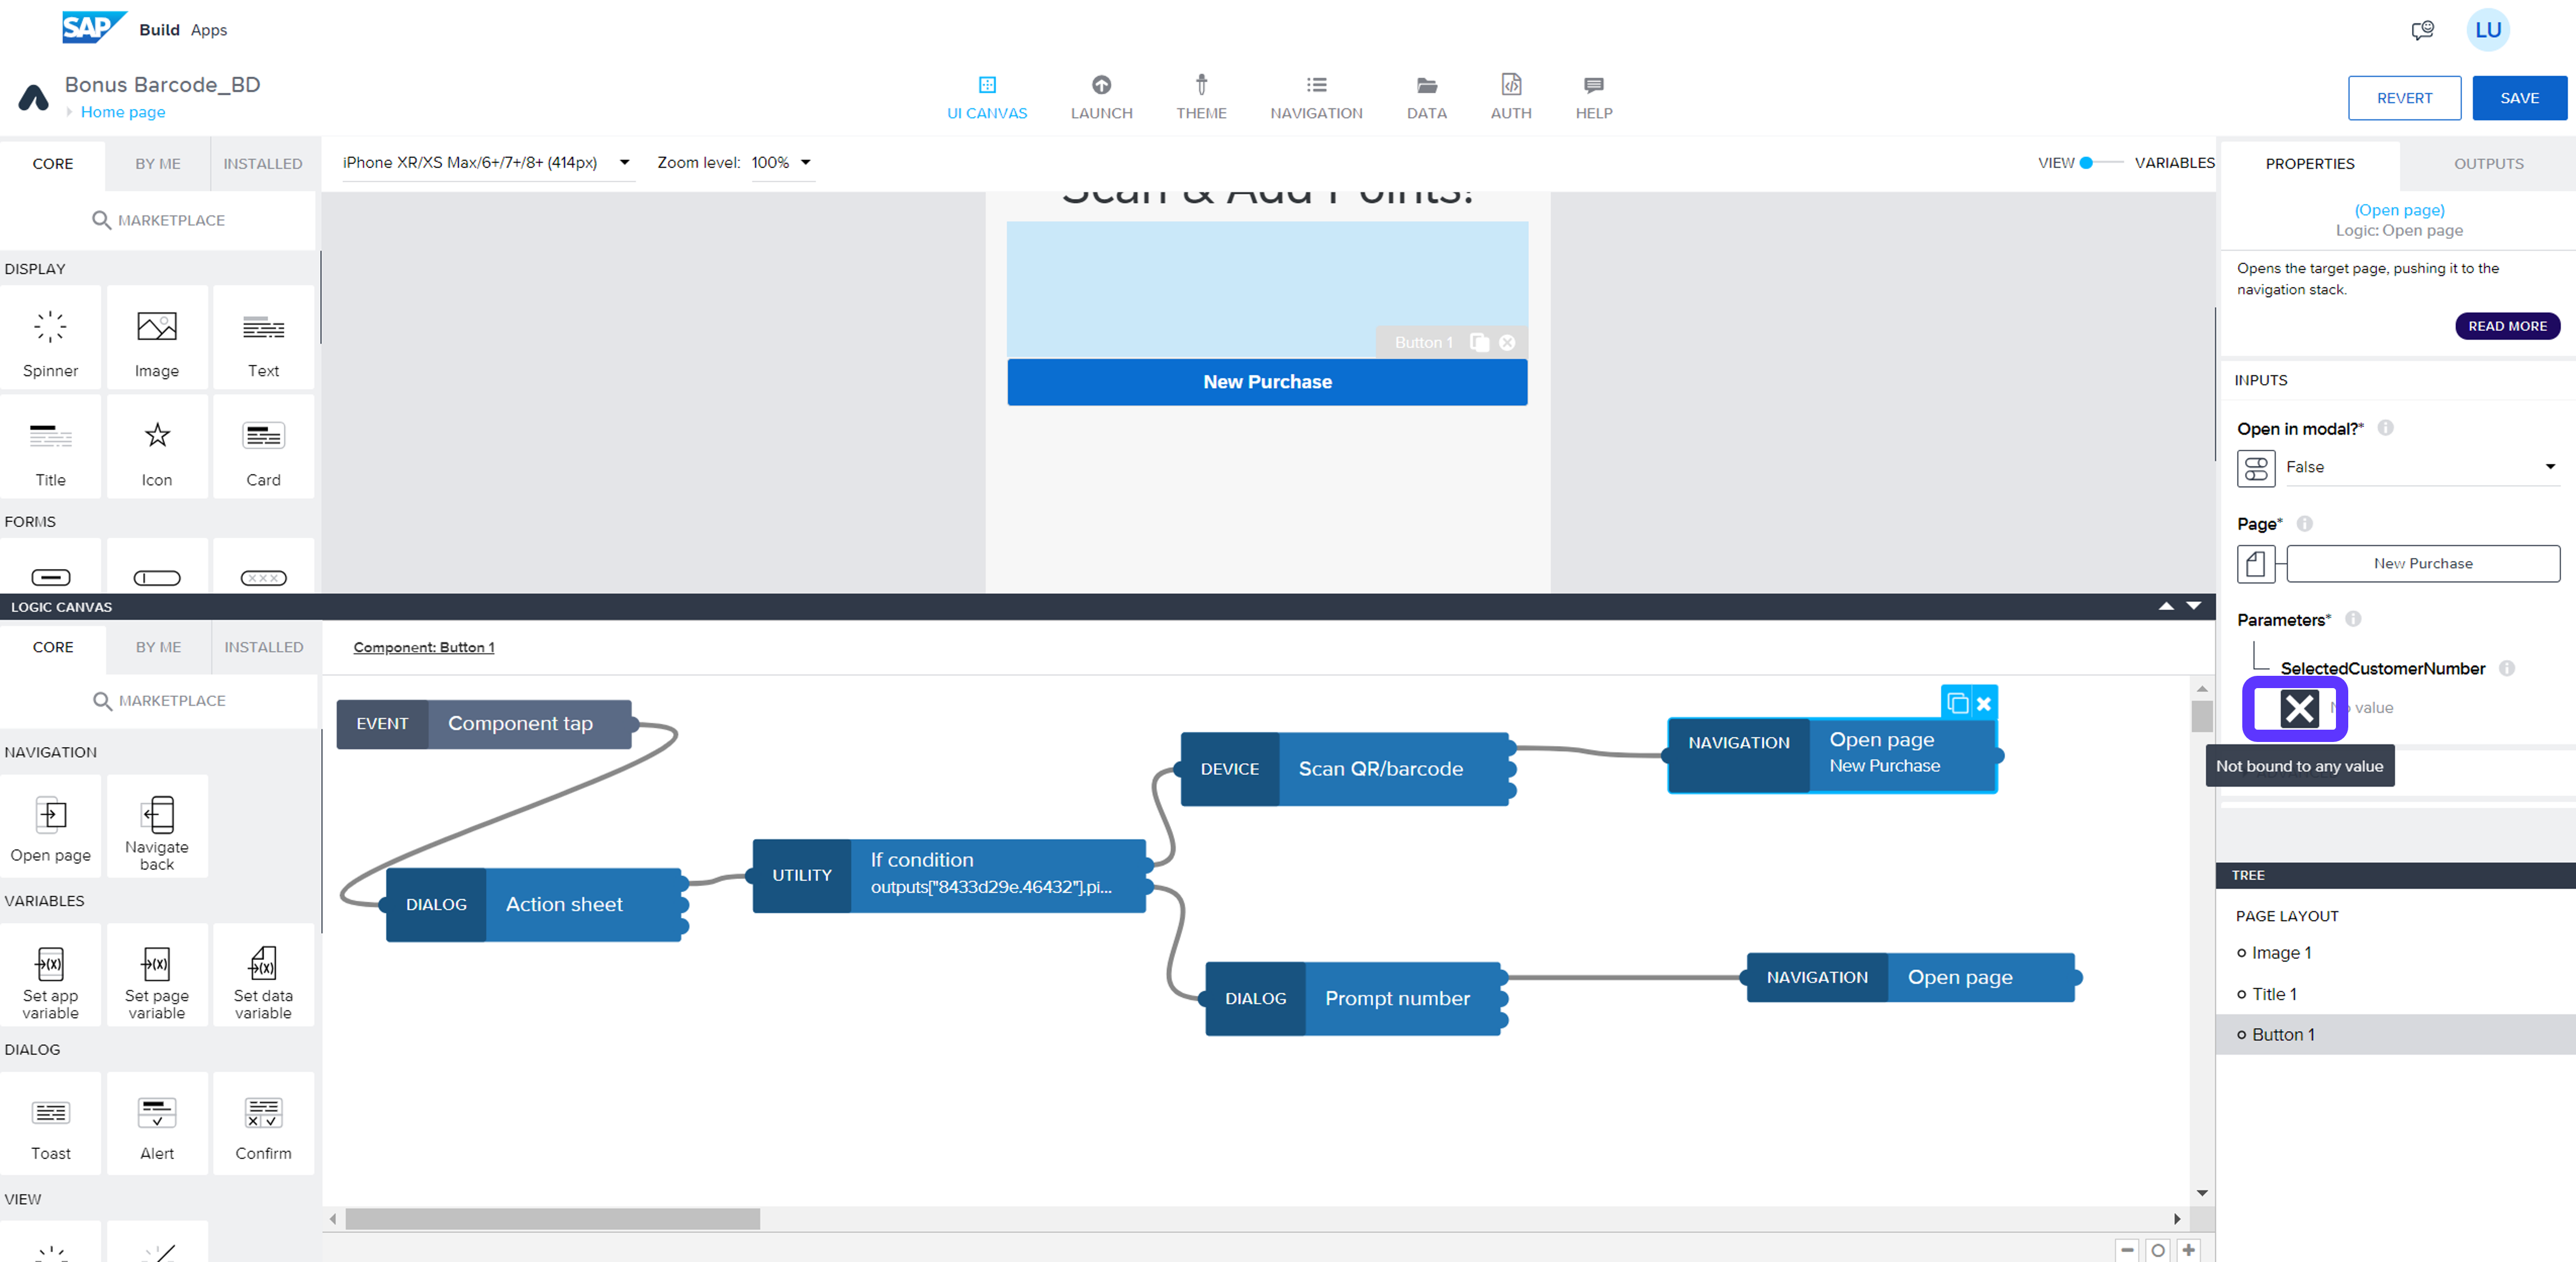 SAP Build Apps
LU
Bonus Barcode_BD
Home page
UI CANVAS
LAUNCH
THEME
NAVIGATION
DATA
AUTH
HELP
REVERT
SAVE
CORE
BY ME
INSTALLED
iPhone XR/XS Max/6+/7+/8+ (414px)
Zoom level: 100%
VIEW
VARIABLES
PROPERTIES
OUTPUTS
MARKETPLACE
DISPLAY
Spinner
Image
Text
Title
Icon
Card
FORMS
Scan & Add Points!
Button 1
New Purchase
(Open page)
Logic: Open page
Opens the target page, pushing it to the
navigation stack.
READ MORE
INPUTS
Open in modal?*
False
Page*
New Purchase
Parameters*
SelectedCustomerNumber
No value
Not bound to any value
LOGIC CANVAS
CORE
BY ME
INSTALLED
Component: Button 1
MARKETPLACE
NAVIGATION
Open page
Navigate
back
VARIABLES
Set app
variable
Set page
variable
Set data
variable
DIALOG
Toast
Alert
Confirm
VIEW
EVENT Component tap
DIALOG Action sheet
UTILITY If condition
outputs["8433d29e.46432"].pi...
DEVICE Scan QR/barcode
NAVIGATION Open page
New Purchase
DIALOG Prompt number
NAVIGATION Open page
TREE
PAGE LAYOUT
Image 1
Title 1
Button 1